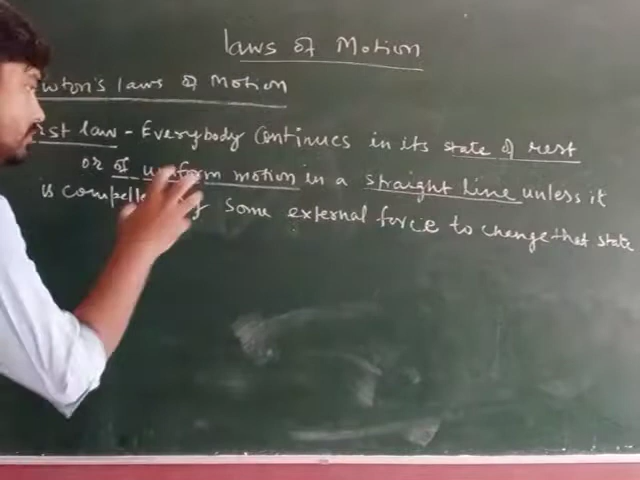 laws of Motion
wton's laws of Motion
ist law - Everybody Continues in its state of rest
or of uniform motion in a straight line unless it
is compelle some external force to change that state